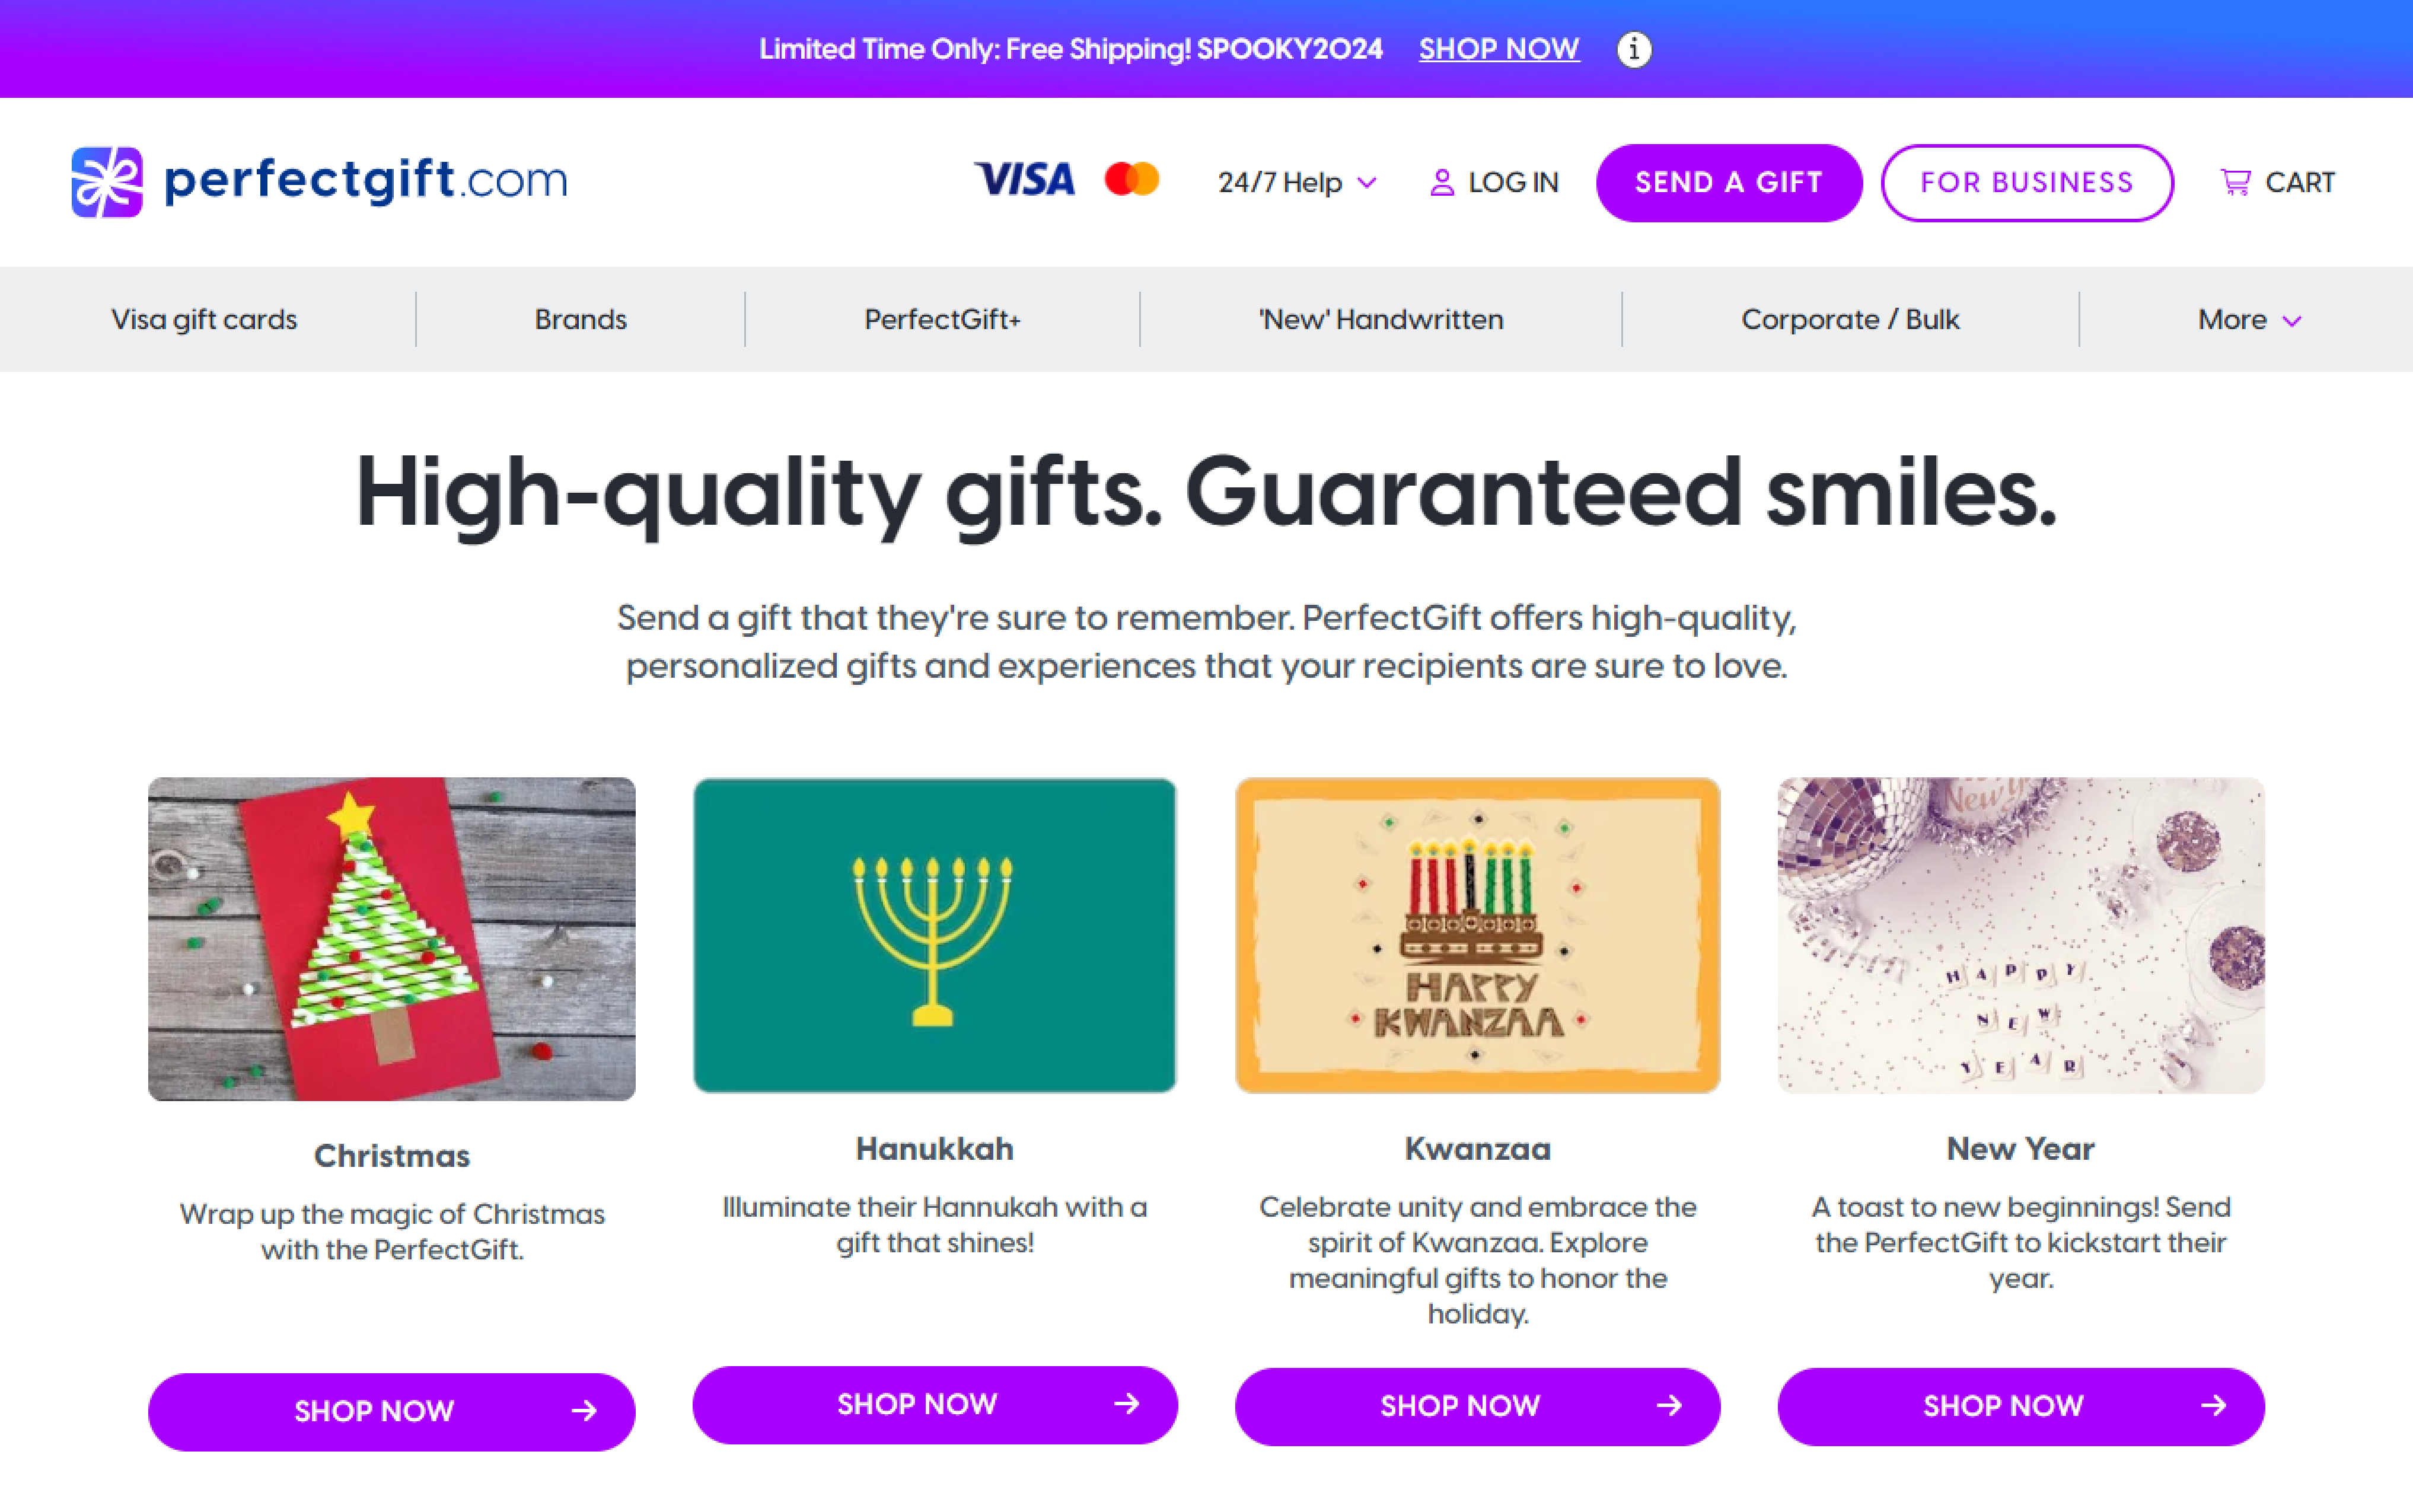 Limited Time Only: Free Shipping! SPOOKY2024 SHOP NOW i
perfectgift.com
VISA
24/7 Help
LOG IN
SEND A GIFT
FOR BUSINESS
CART
Visa gift cards
Brands
PerfectGift+
'New' Handwritten
Corporate / Bulk
More
High-quality gifts. Guaranteed smiles.
Send a gift that they're sure to remember. PerfectGift offers high-quality,
personalized gifts and experiences that your recipients are sure to love.
Christmas
Wrap up the magic of Christmas
with the PerfectGift.
SHOP NOW
Hanukkah
Illuminate their Hannukah with a
gift that shines!
SHOP NOW
HAPPY
KWANZAA
Kwanzaa
Celebrate unity and embrace the
spirit of Kwanzaa. Explore
meaningful gifts to honor the
holiday.
SHOP NOW
New Y
HAPPY
NEW
YEAR
New Year
A toast to new beginnings! Send
the PerfectGift to kickstart their
year.
SHOP NOW